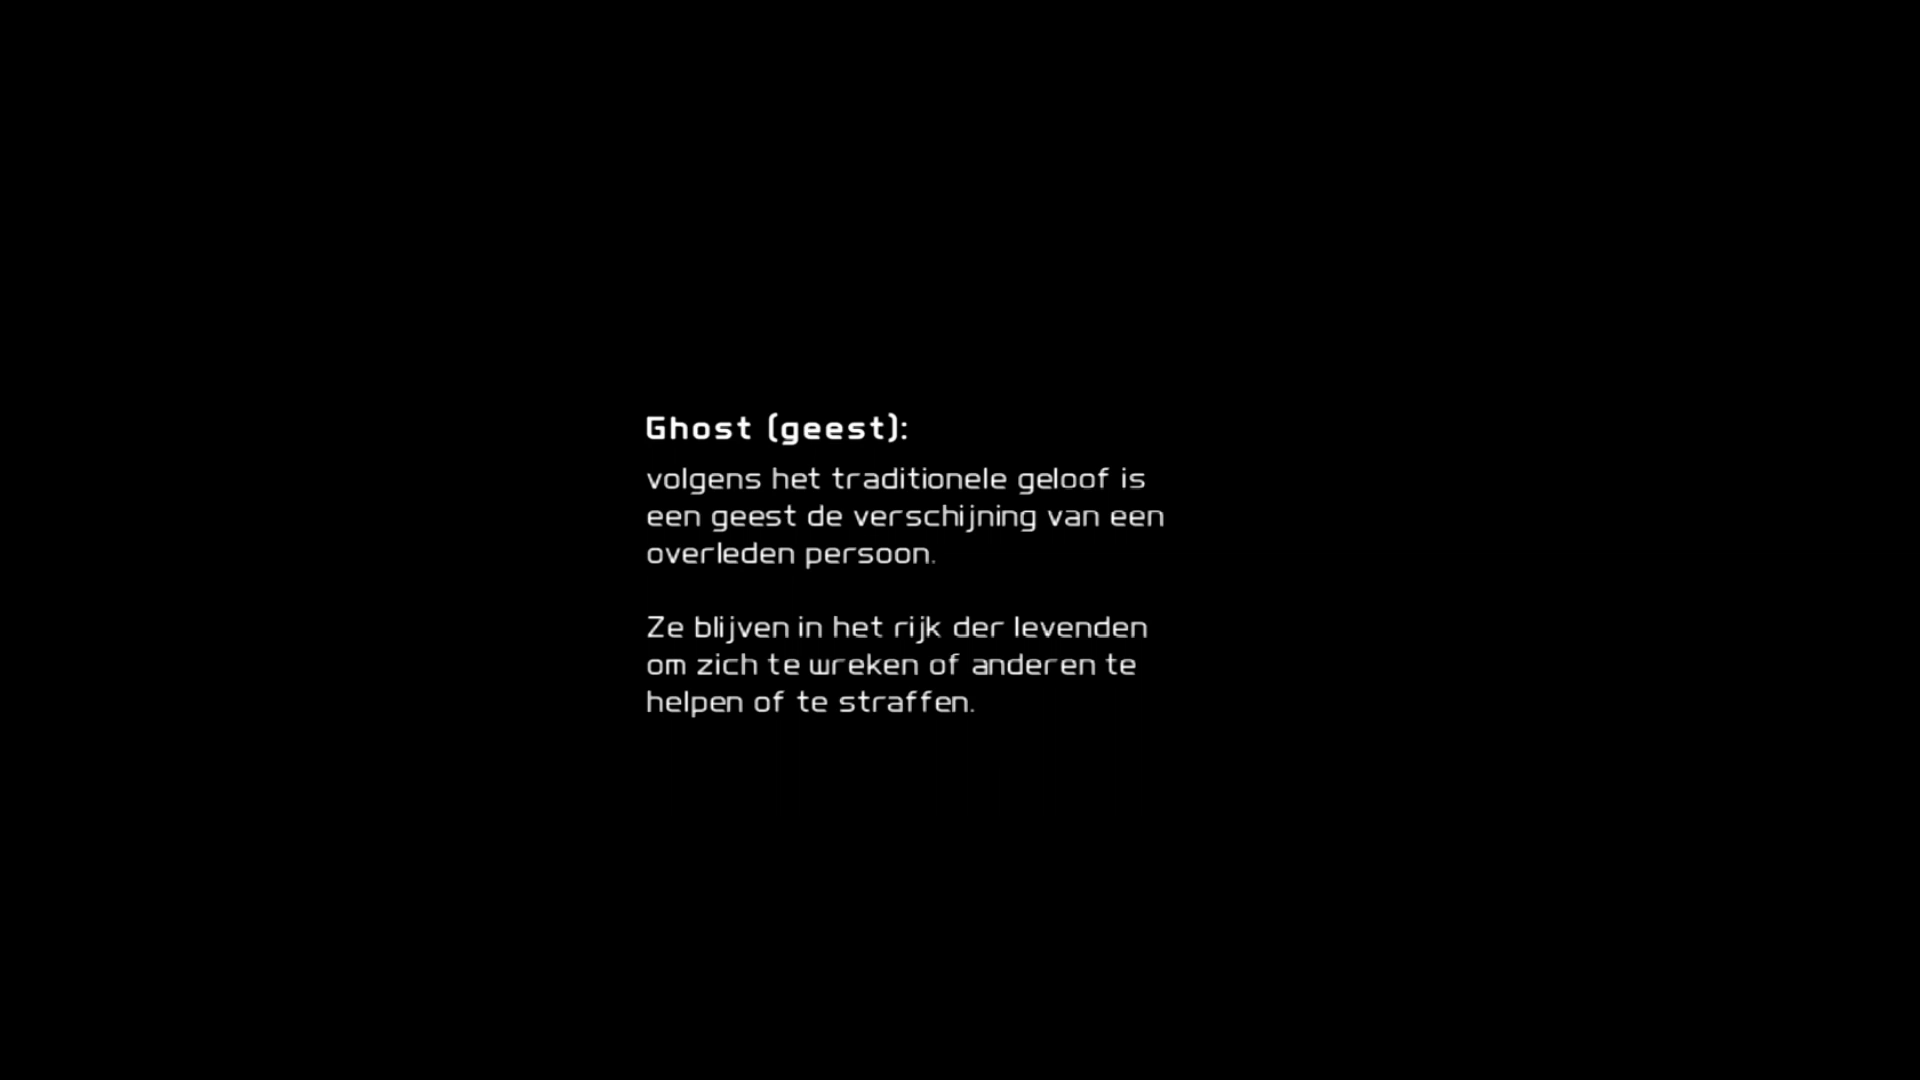 Ghost (geest):
volgens het traditionele geloof is
een geest de verschijning van een
overleden persoon.
Ze blijven in het rijk der levenden
om zich te wreken of anderen te
helpen of te straffen.